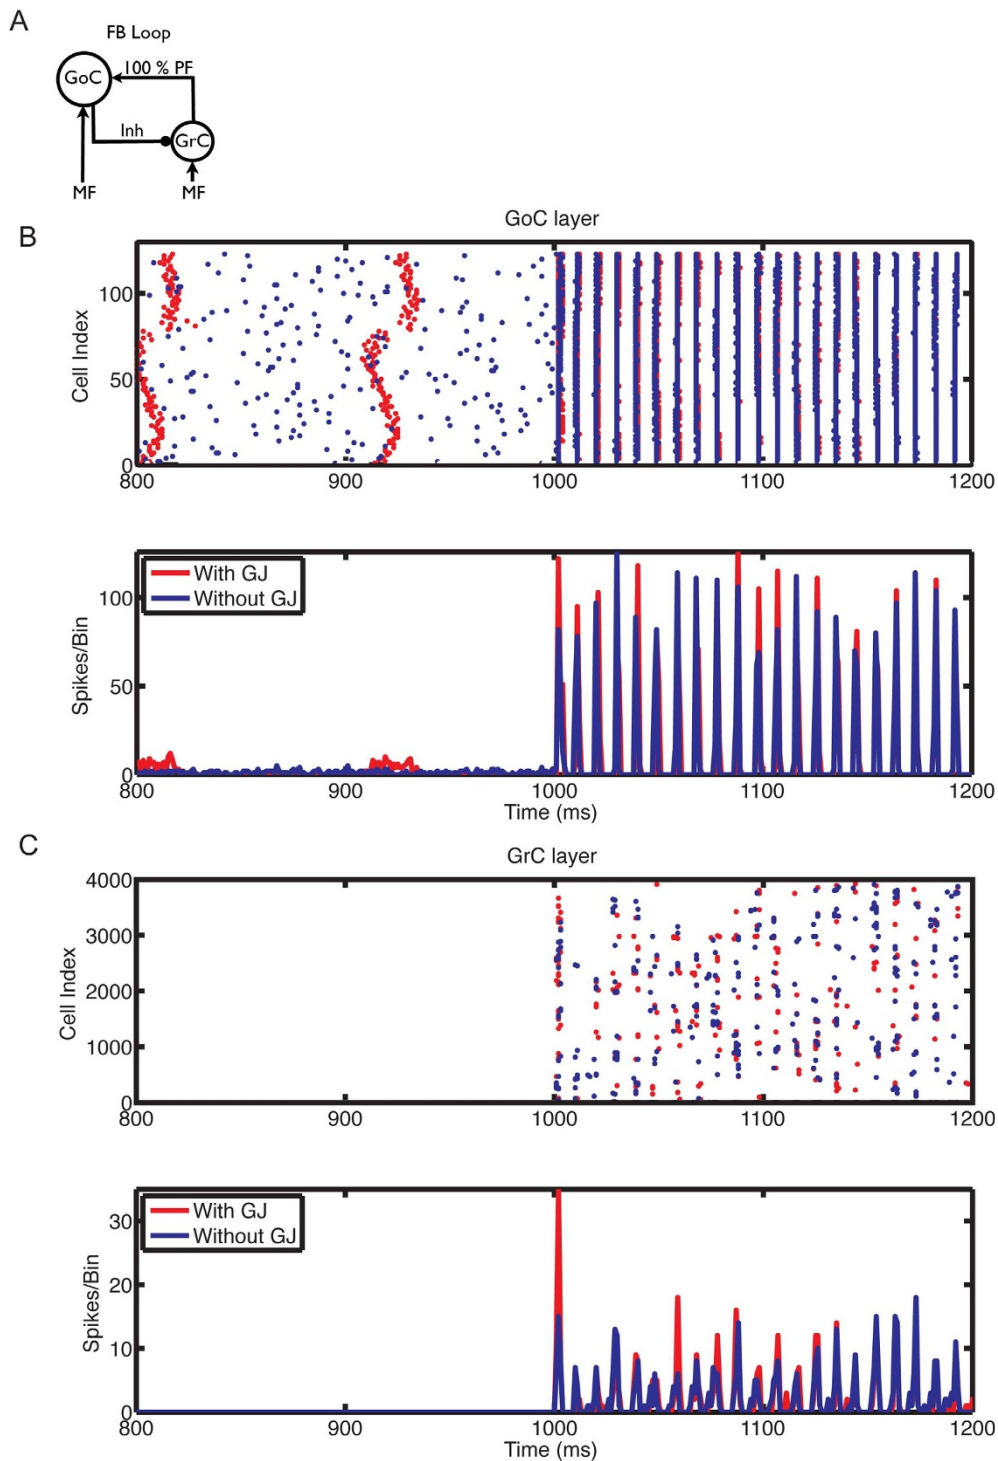 A
FB Loop
GoC
100 % PF
Inh
GrC
MF
MF
B
GoC layer
Cell Index
100
50
0
800
900
1000
1100
1200
With GJ
Without GJ
Spikes/Bin
100
50
0
800
900
1000
1100
1200
Time (ms)
C
GrC layer
Cell Index
4000
3000
2000
1000
0
800
900
1000
1100
1200
With GJ
Without GJ
Spikes/Bin
30
20
10
0
800
900
1000
1100
1200
Time (ms)